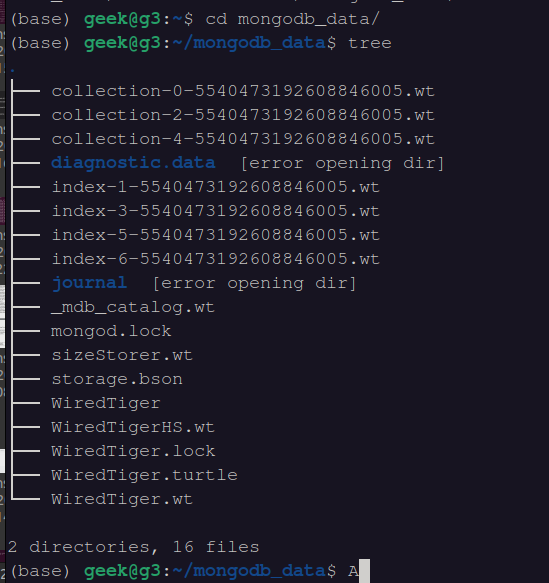 (base) geek@g3:~$ cd mongodb_data/
(base) geek@g3:~/mongodb_data$ tree
.
├── collection-0-5540473192608846005.wt
├── collection-2-5540473192608846005.wt
├── collection-4-5540473192608846005.wt
├── diagnostic.data  [error opening dir]
├── index-1-5540473192608846005.wt
├── index-3-5540473192608846005.wt
├── index-5-5540473192608846005.wt
├── index-6-5540473192608846005.wt
├── journal  [error opening dir]
├── _mdb_catalog.wt
├── mongod.lock
├── sizeStorer.wt
├── storage.bson
├── WiredTiger
├── WiredTigerHS.wt
├── WiredTiger.lock
├── WiredTiger.turtle
└── WiredTiger.wt
2 directories, 16 files
(base) geek@g3:~/mongodb_data$ A